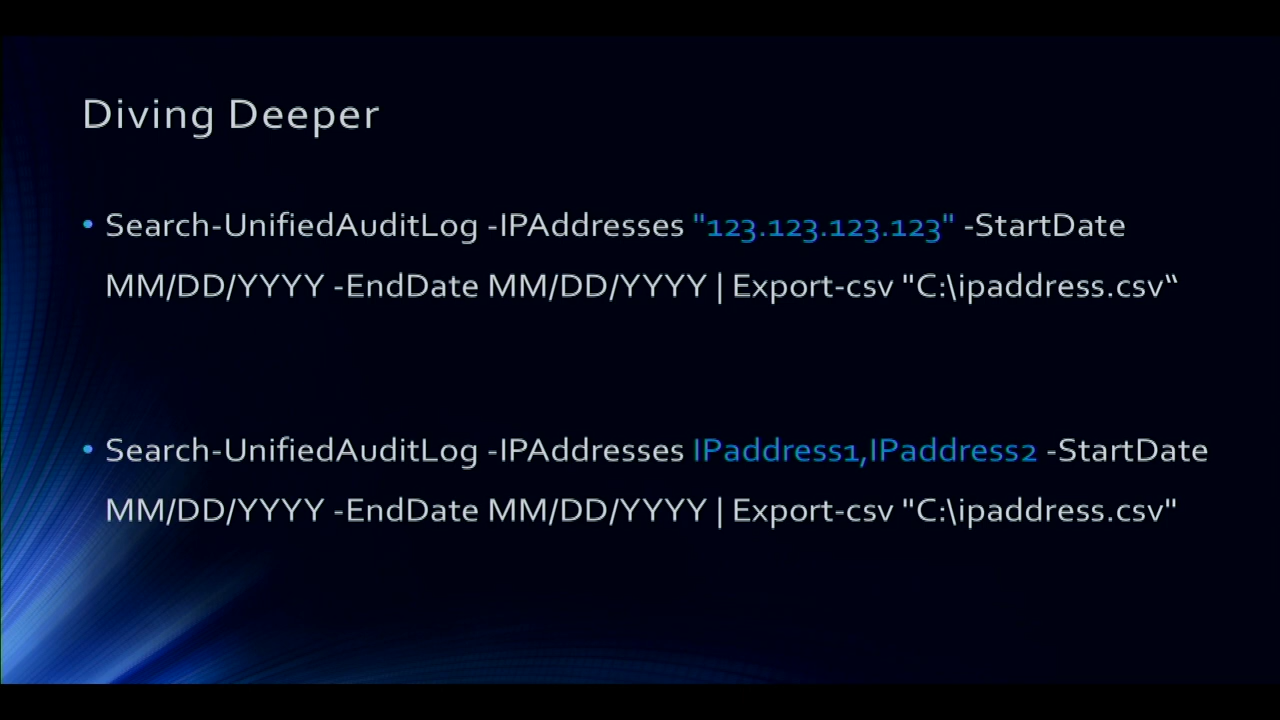 Diving Deeper
• Search-UnifiedAuditLog -IPAddresses "123.123.123.123" -StartDate
MM/DD/YYYY -EndDate MM/DD/YYYY | Export-csv "C:\ipaddress.csv“
• Search-UnifiedAuditLog -IPAddresses IPaddress1,IPaddress2 -StartDate
MM/DD/YYYY -EndDate MM/DD/YYYY | Export-csv "C:\ipaddress.csv"